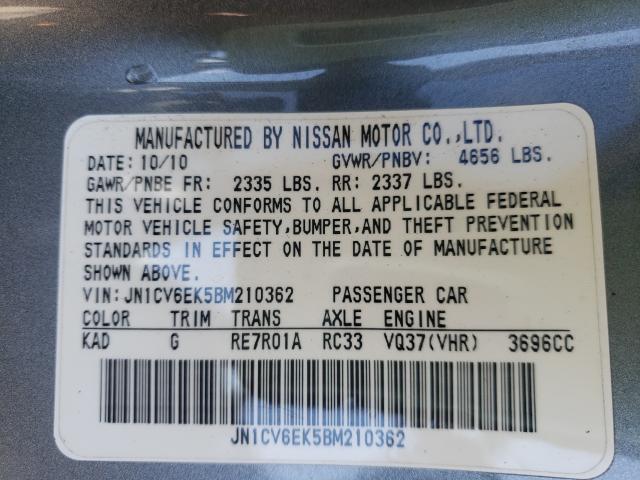 MANUFACTURED BY NISSAN MOTOR CO.,LTD.
DATE: 10/10 GVWR/PNBV: 4656 LBS.
GAWR/PNBE FR: 2335 LBS. RR: 2337 LBS.
THIS VEHICLE CONFORMS TO ALL APPLICABLE FEDERAL
MOTOR VEHICLE SAFETY,BUMPER,AND THEFT PREVENTION
STANDARDS IN EFFECT ON THE DATE OF MANUFACTURE
SHOWN ABOVE.
VIN: JN1CV6EK5BM210362 PASSENGER CAR
COLOR TRIM TRANS AXLE ENGINE
KAD G RE7R01A RC33 VQ37(VHR) 3696CC
JN1CV6EK5BM210362